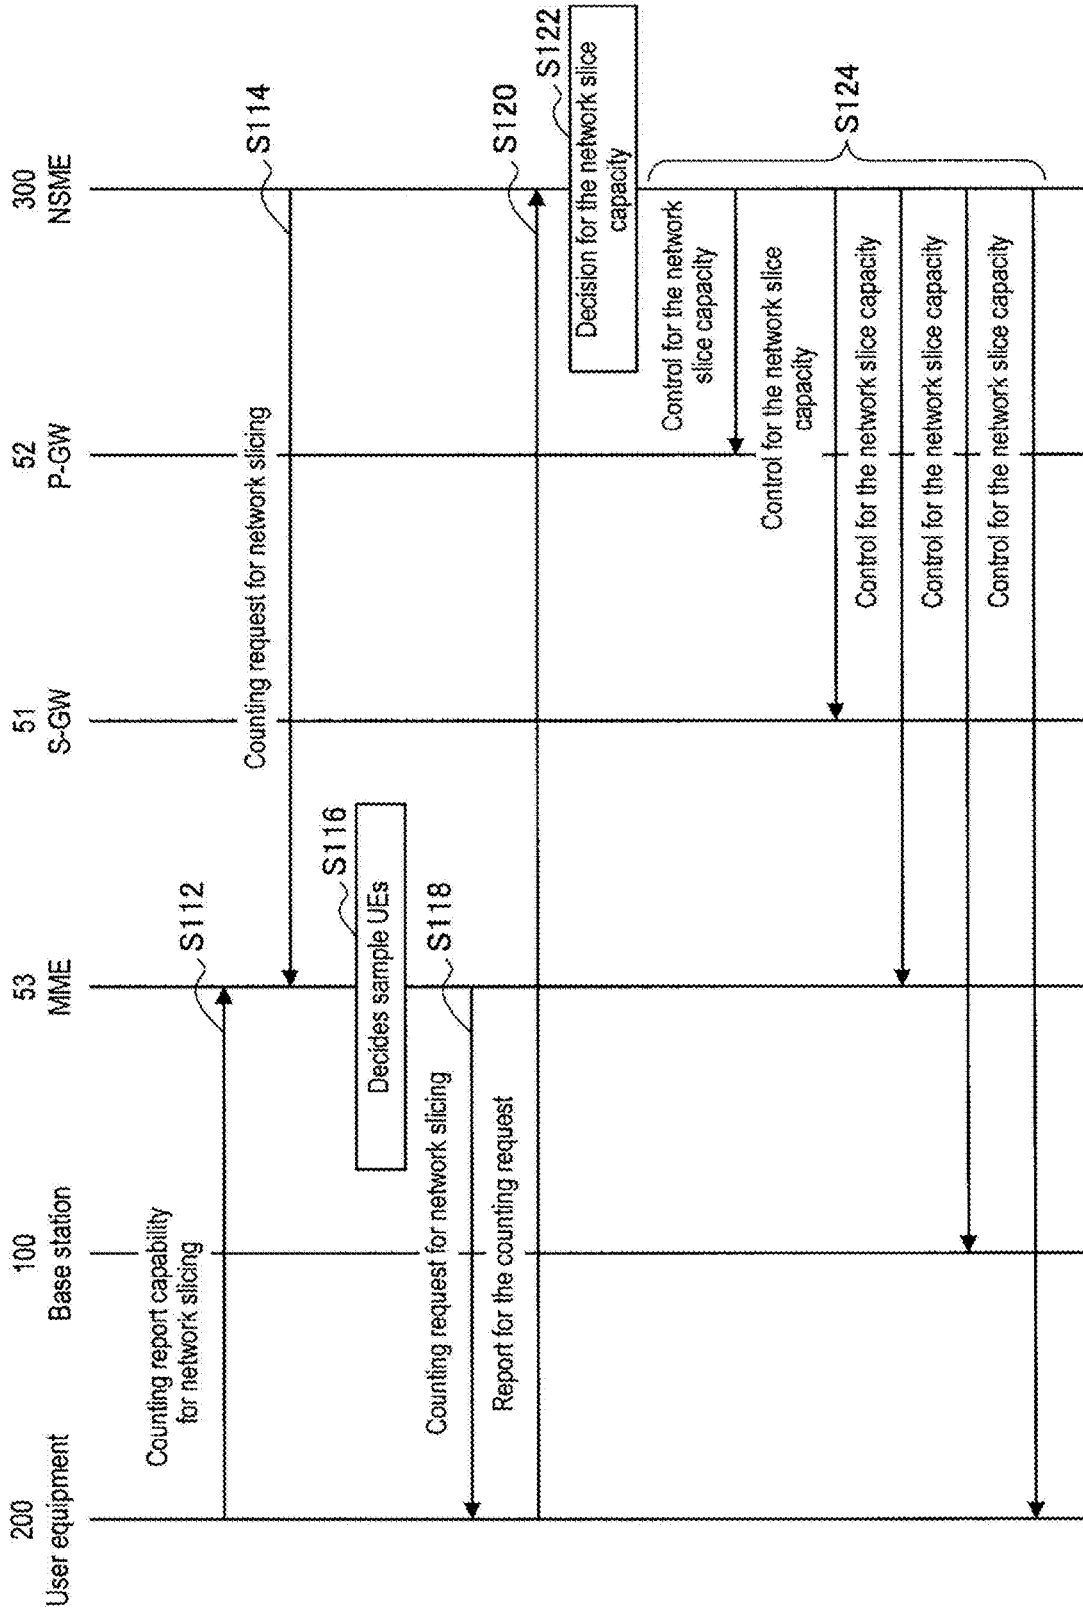 200
User equipment
100
Base station
53
MME
51
S-GW
52
P-GW
300
NSME
Counting report capability
for network slicing
S112
Counting request for network slicing
S114
Decides sample UEs
S116
Counting request for network slicing
S118
Report for the counting request
S120
Decision for the network slice
capacity
S122
Control for the network
slice capacity
Control for the network slice
capacity
Control for the network slice capacity
Control for the network slice capacity
Control for the network slice capacity
S124